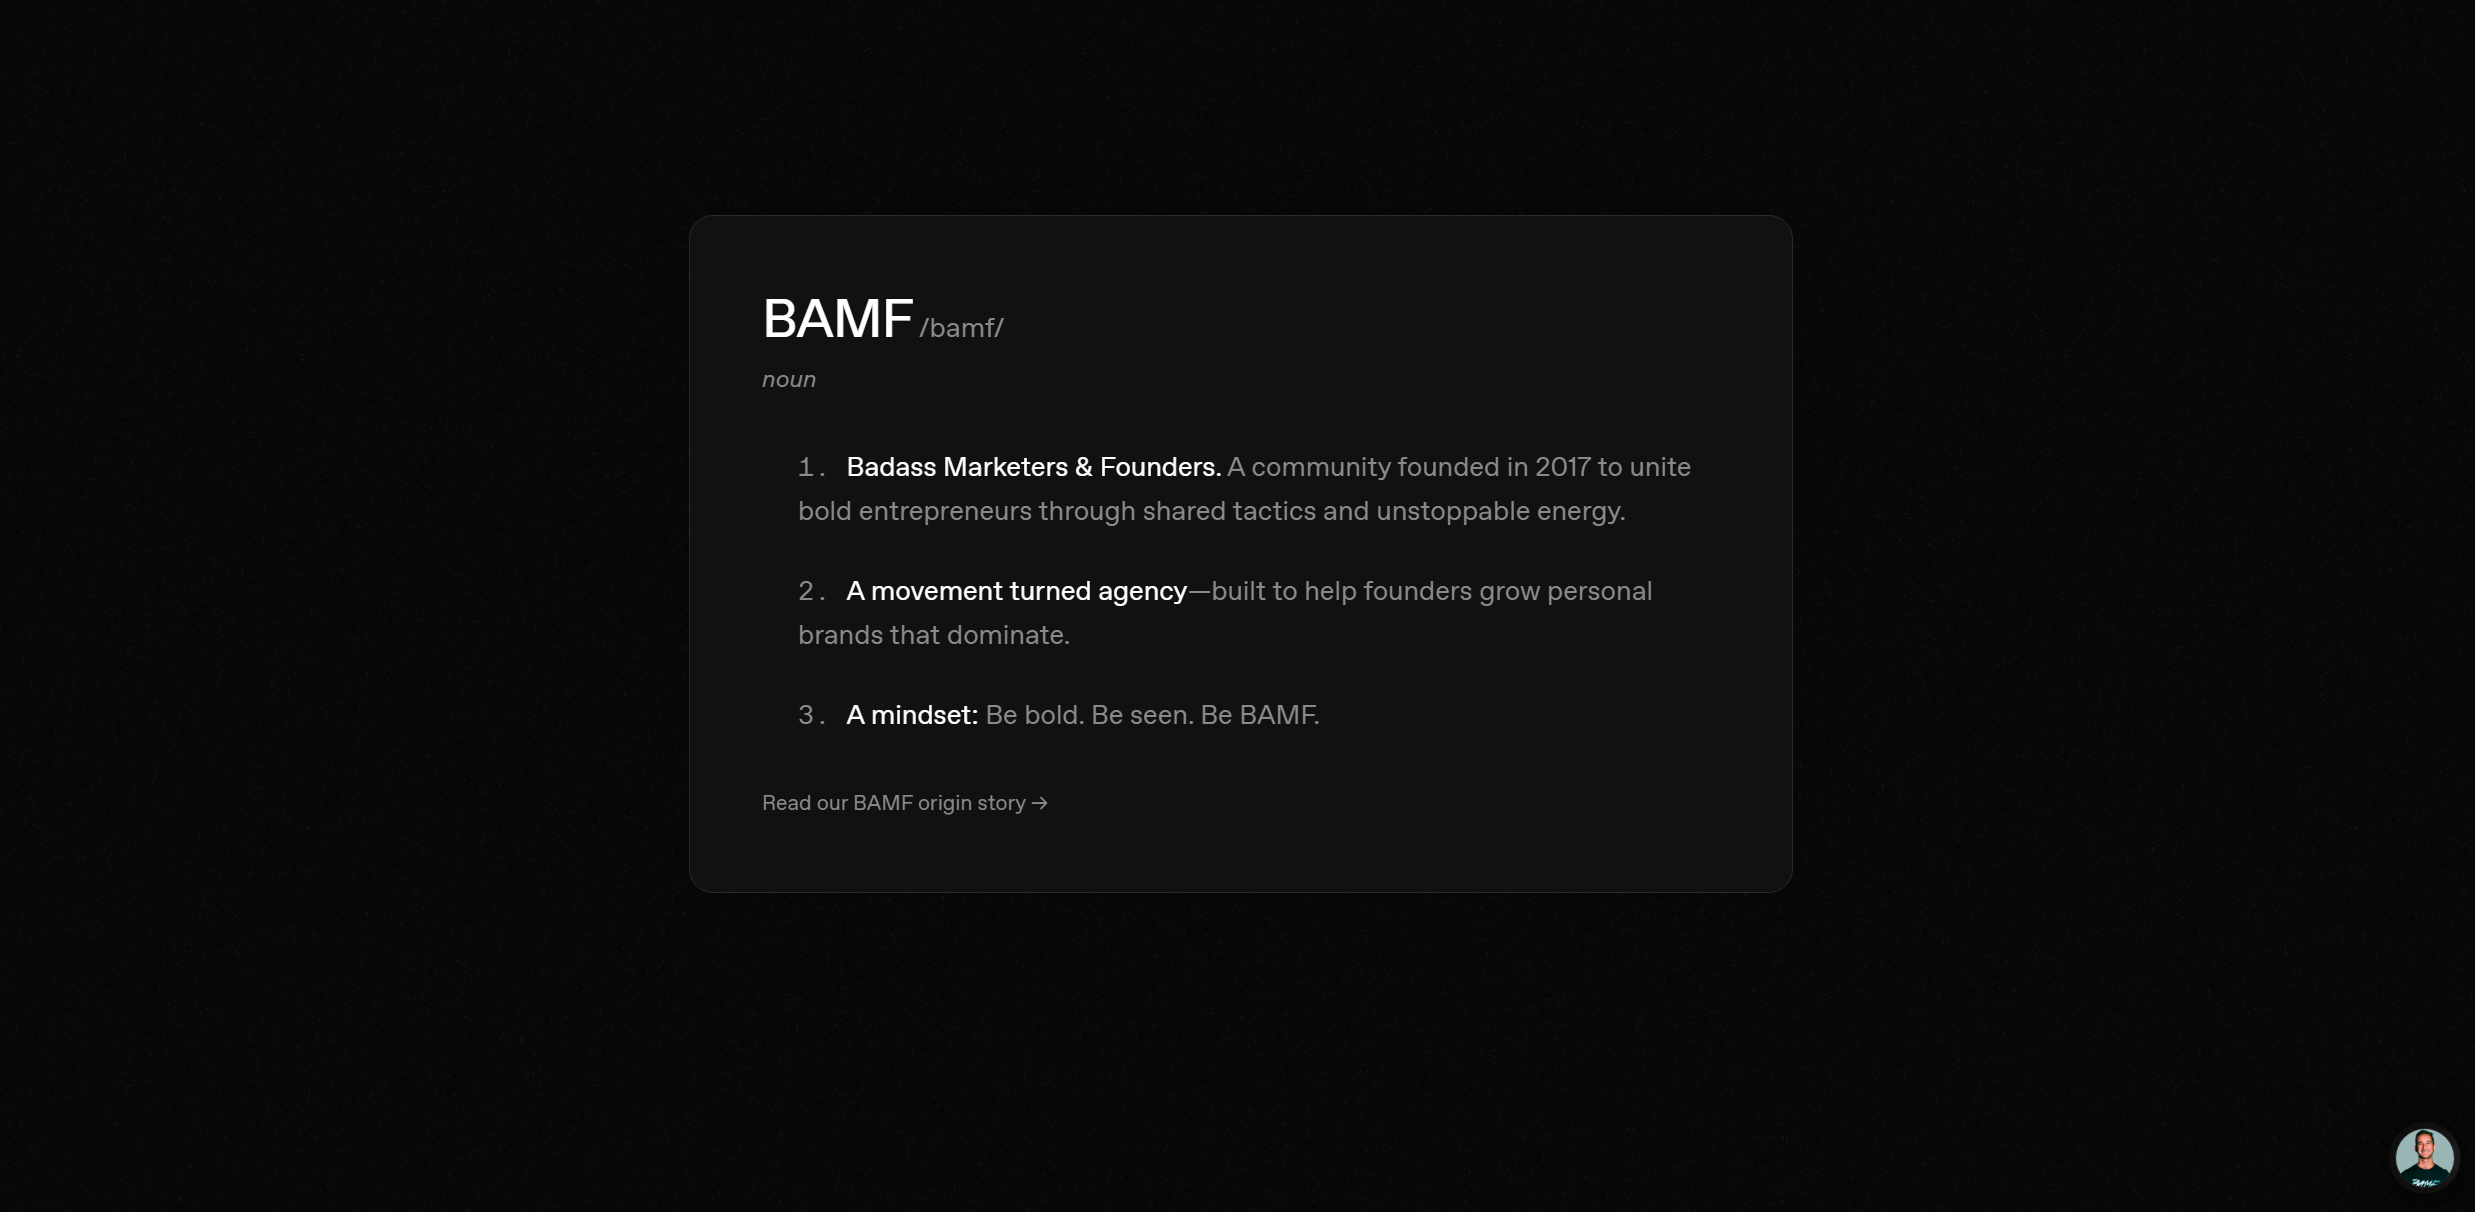 BAMF /bamf/
noun
1. Badass Marketers & Founders. A community founded in 2017 to unite
bold entrepreneurs through shared tactics and unstoppable energy.
2. A movement turned agency—built to help founders grow personal
brands that dominate.
3. A mindset: Be bold. Be seen. Be BAMF.
Read our BAMF origin story →
BAMF